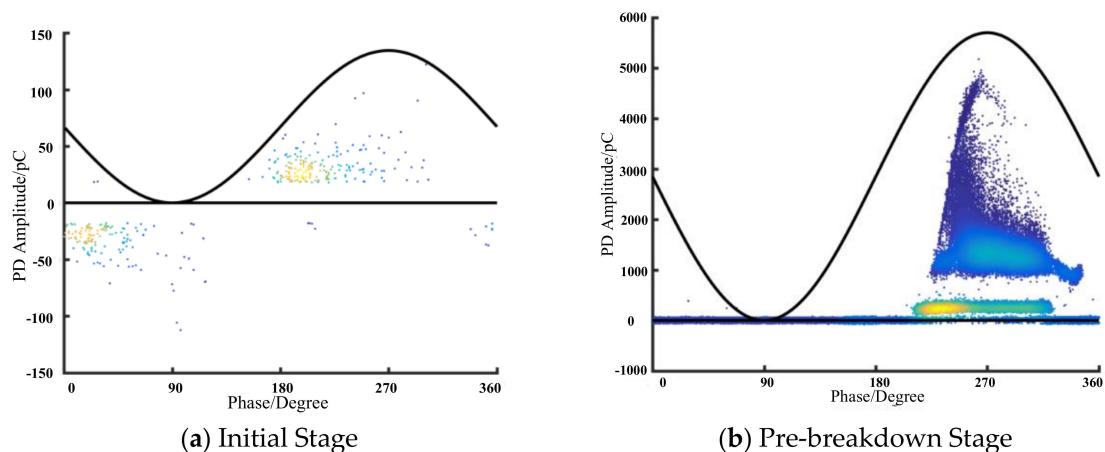 150
100
50
0
-50
-100
-150
PD Amplitude/pC
0 90 180 270 360
Phase/Degree
(a) Initial Stage
6000
5000
4000
3000
2000
1000
0
-1000
PD Amplitude/pC
0 90 180 270 360
Phase/Degree
(b) Pre-breakdown Stage